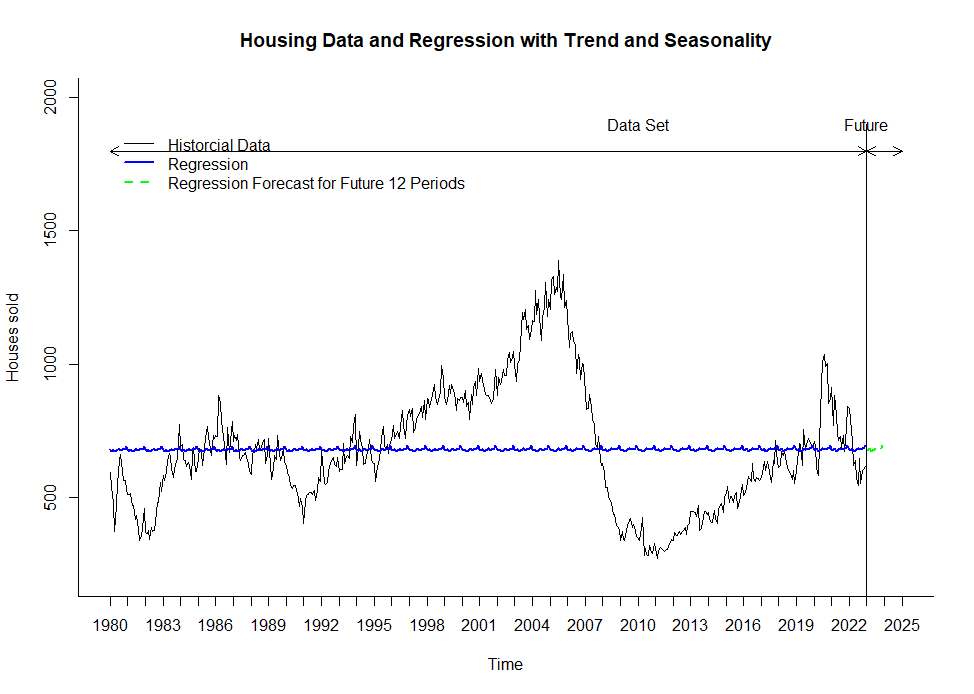 Housing Data and Regression with Trend and Seasonality
2000
1500
1000
500
Houses sold
Data Set
Future
Historcial Data
Regression
Regression Forecast for Future 12 Periods
1980 1983 1986 1989 1992 1995 1998 2001 2004 2007 2010 2013 2016 2019 2022 2025
Time